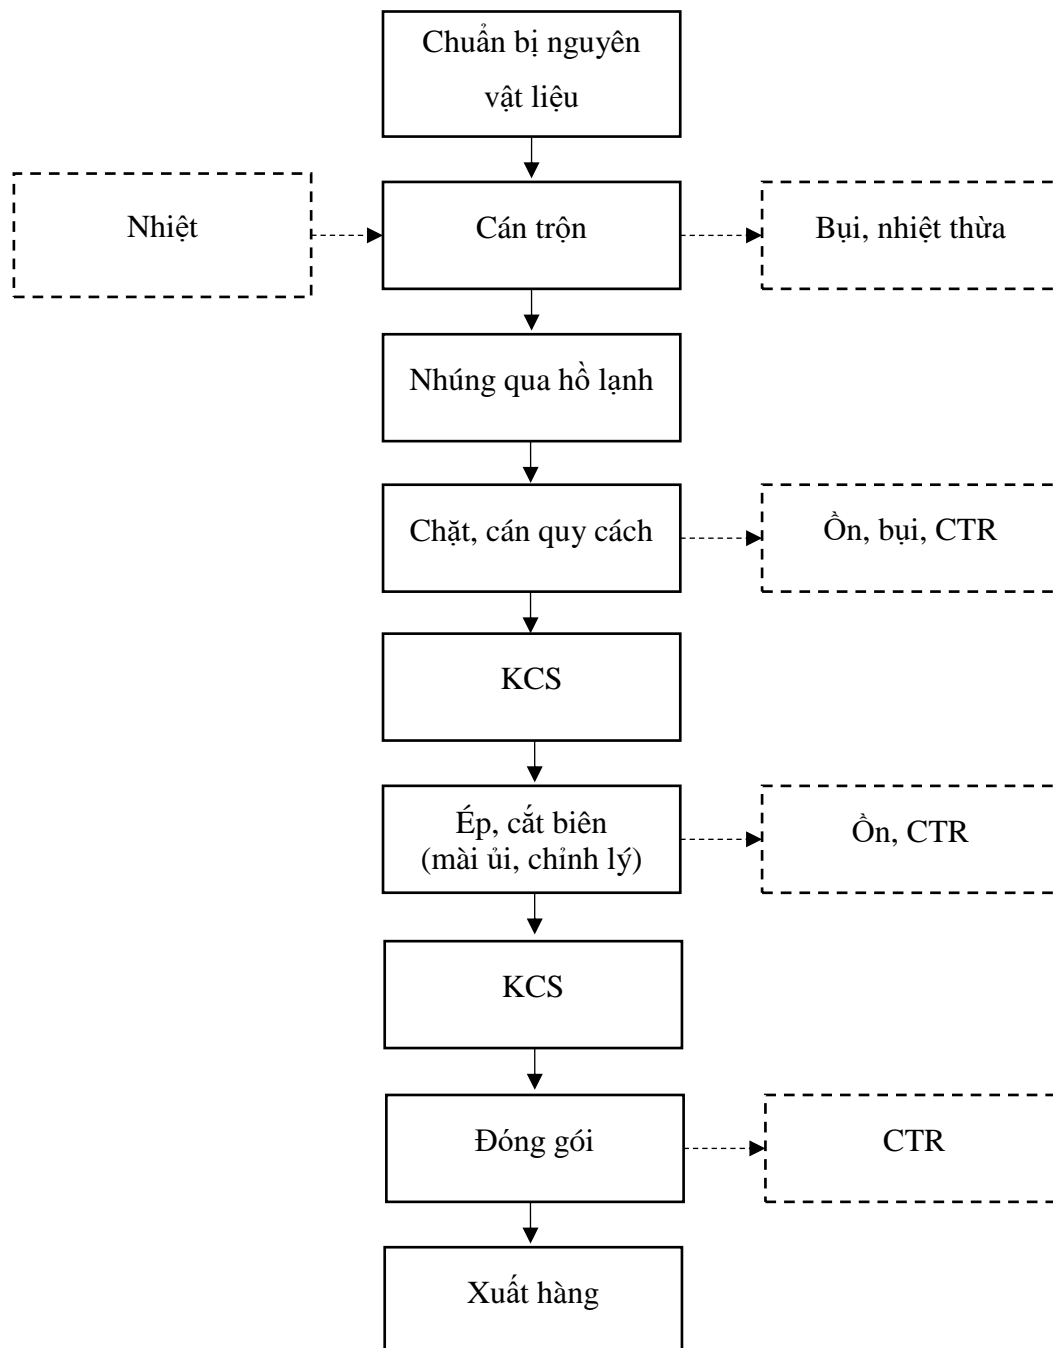 Chuẩn bị nguyên
vật liệu
Nhiệt
Cán trộn
Bụi, nhiệt thừa
Nhúng qua hồ lạnh
Chặt, cán quy cách
Ồn, bụi, CTR
KCS
Ép, cắt biên
(mài ủi, chỉnh lý)
Ồn, CTR
KCS
Đóng gói
CTR
Xuất hàng